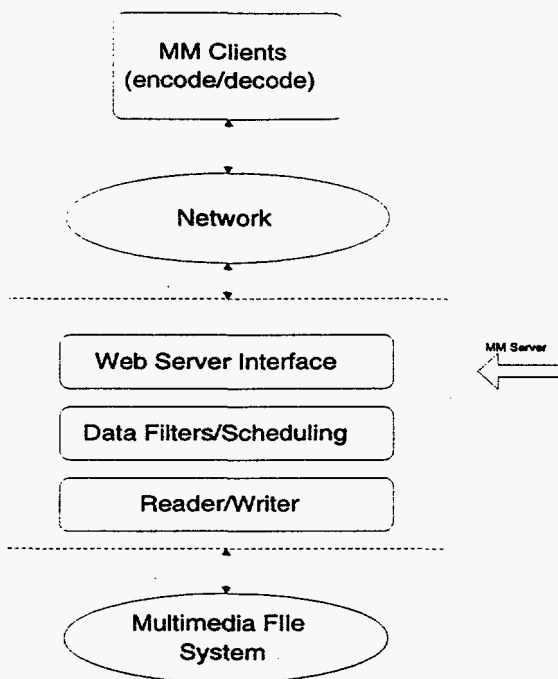 MM Clients
(encode/decode)
Network
Web Server Interface
MM Server
Data Filters/Scheduling
Reader/Writer
Multimedia File
System